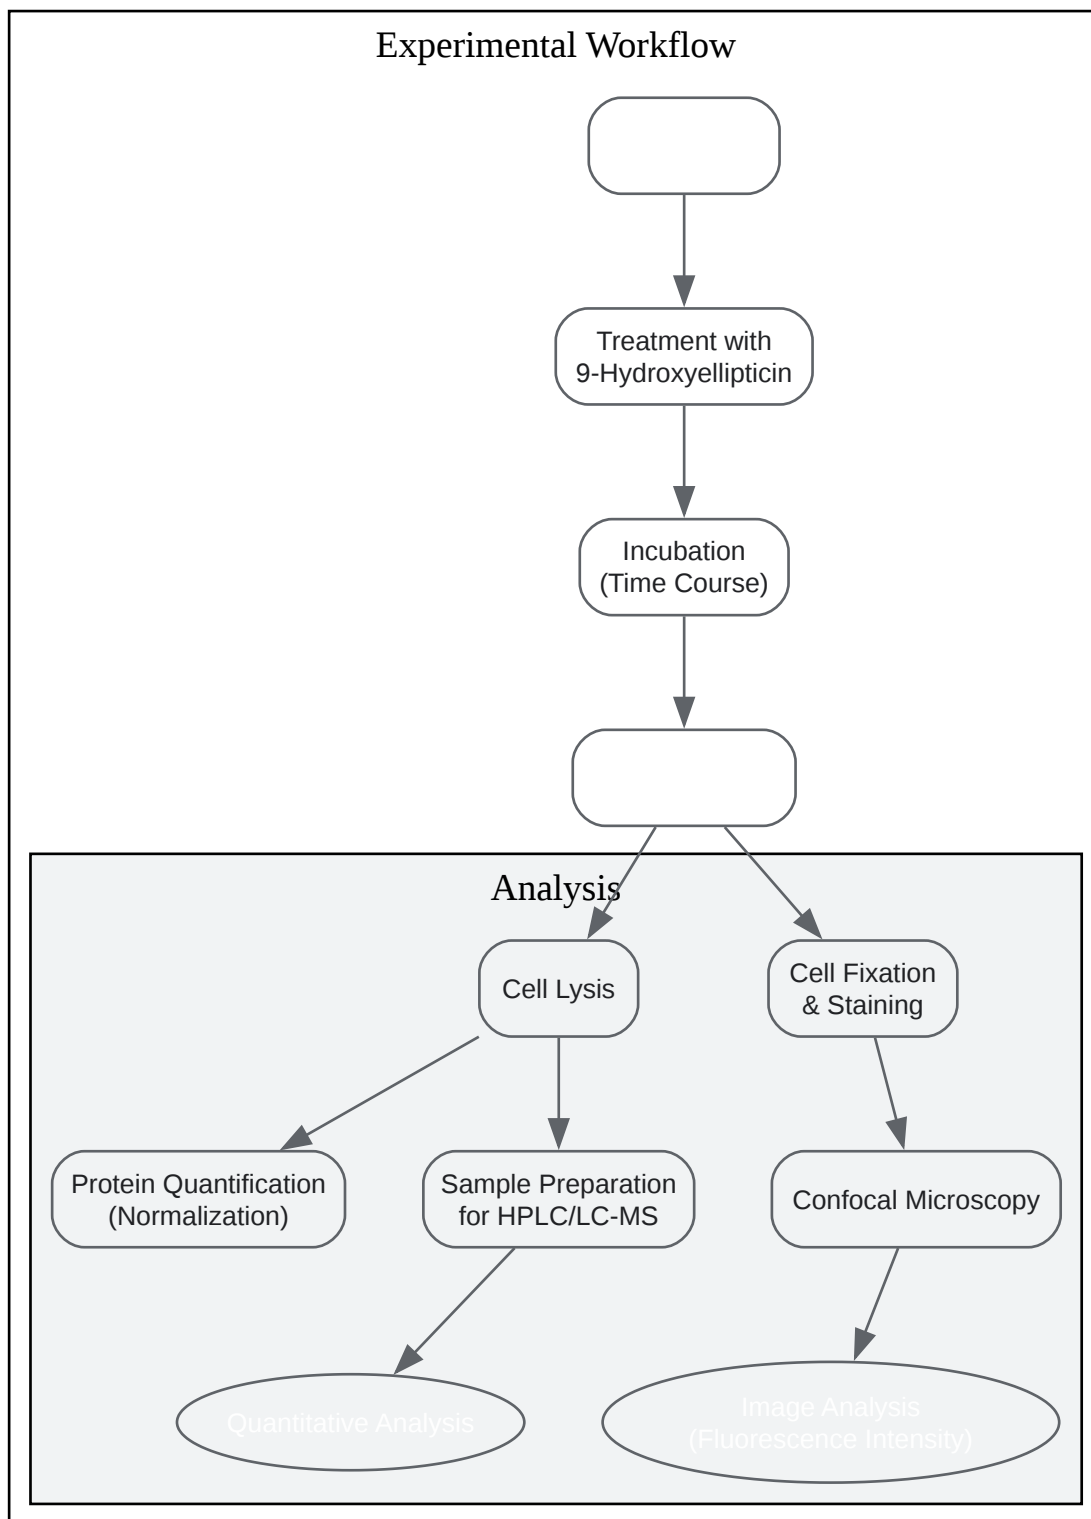 Experimental Workflow
Treatment with
9-Hydroxyellipticin
Incubation
(Time Course)
Analysis
Cell Lysis
Cell Fixation
& Staining
Protein Quantification
(Normalization)
Sample Preparation
for HPLC/LC-MS
Confocal Microscopy
Quantitative Analysis
Image Analysis
(Fluorescence Intensity)